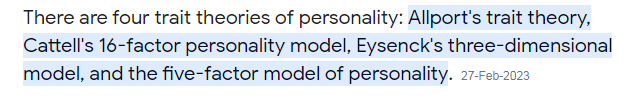 There are four trait theories of personality: Allport's trait theory,
Cattell's 16-factor personality model, Eysenck's three-dimensional
model, and the five-factor model of personality. 27-Feb-2023